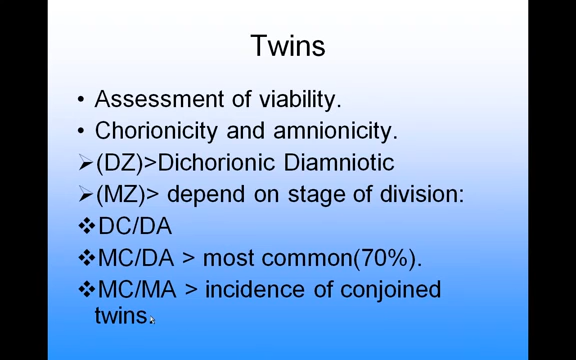 Twins
• Assessment of viability.
• Chorionicity and amnionicity.
➢(DZ)>Dichorionic Diamniotic
➢(MZ)> depend on stage of division:
❖DC/DA
❖MC/DA > most common(70%).
❖MC/MA > incidence of conjoined
twins.